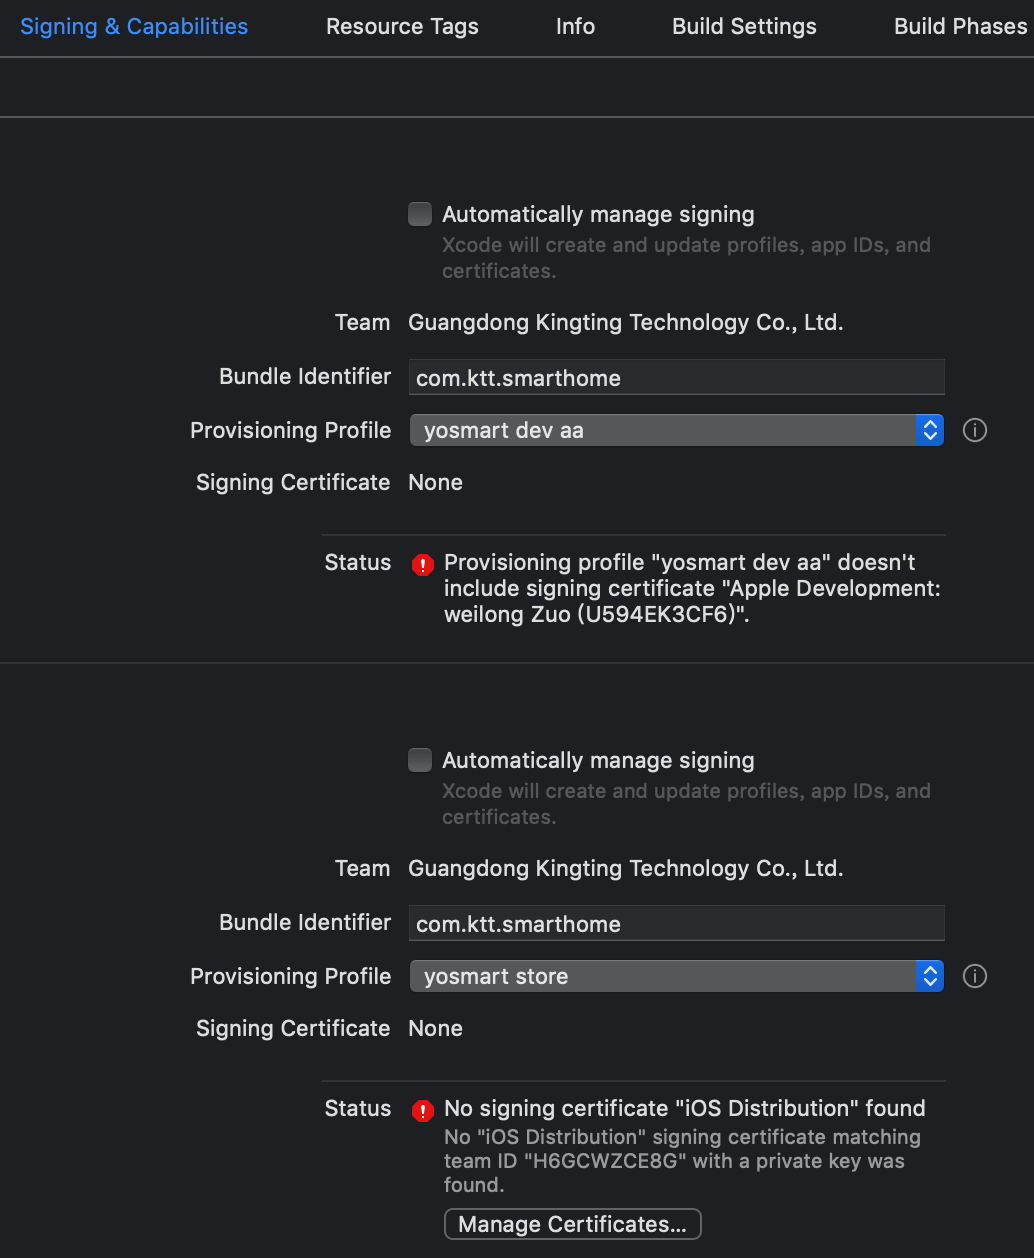 Signing & Capabilities Resource Tags Info Build Settings Build Phases
Automatically manage signing
Xcode will create and update profiles, app IDs, and
certificates.
Team Guangdong Kingting Technology Co., Ltd.
Bundle Identifier com.ktt.smarthome
Provisioning Profile yosmart dev aa
Signing Certificate None
Status Provisioning profile "yosmart dev aa" doesn't
include signing certificate "Apple Development:
weilong Zuo (U594EK3CF6)".
Automatically manage signing
Xcode will create and update profiles, app IDs, and
certificates.
Team Guangdong Kingting Technology Co., Ltd.
Bundle Identifier com.ktt.smarthome
Provisioning Profile yosmart store
Signing Certificate None
Status No signing certificate "iOS Distribution" found
No "iOS Distribution" signing certificate matching
team ID "H6GCWZCE8G" with a private key was
found.
Manage Certificates...